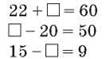 22 + □ = 60
□ − 20 = 50
15 − □ = 9